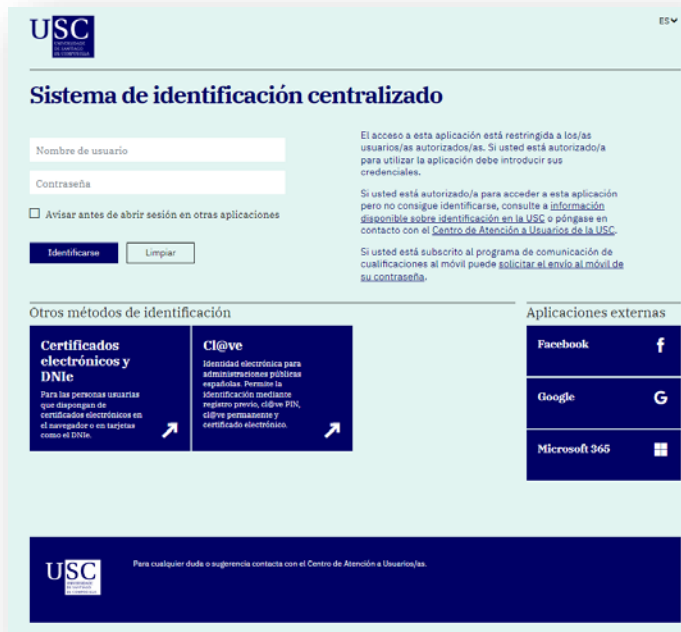 USC
UNIVERSIDADE
DE SANTIAGO
DE COMPOSTELA
ES
Sistema de identificación centralizado
Nombre de usuario
Contraseña
Avisar antes de abrir sesión en otras aplicaciones
Identificarse
Limpiar
El acceso a esta aplicación está restringida a los/as
usuarios/as autorizados/as. Si usted está autorizado/a
para utilizar la aplicación debe introducir sus
credenciales.
Si usted está autorizado/a para acceder a esta aplicación
pero no consigue identificarse, consulte a información
disponible sobre identificación en la USC o póngase en
contacto con el Centro de Atención a Usuarios de la USC.
Si usted está subscrito al programa de comunicación de
cualificaciones al móvil puede solicitar el envío al móvil de
su contraseña.
Otros métodos de identificación
Certificados
electrónicos y
DNIe
Para las personas usuarias
que dispongan de
certificados electrónicos en
el navegador o en tarjetas
como el DNIe.
Cl@ve
Identidad electrónica para
administraciones públicas
españolas. Permite la
identificación mediante
registro previo, cl@ve PIN,
cl@ve permanente y
certificado electrónico.
Aplicaciones externas
Facebook
Google
Microsoft 365
USC
UNIVERSIDADE
DE SANTIAGO
DE COMPOSTELA
Para cualquier duda o sugerencia contacta con el Centro de Atención a Usuarios/as.